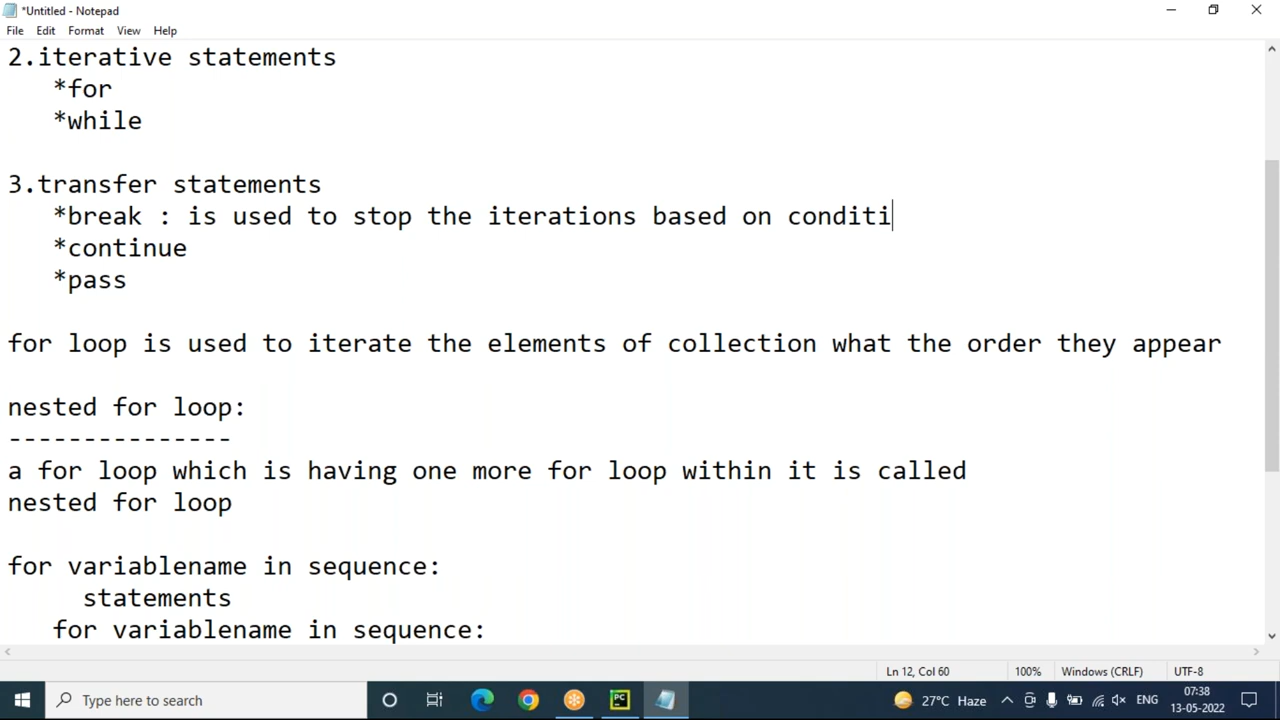 *Untitled - Notepad
File Edit Format View Help
2.iterative statements
*for
*while
3.transfer statements
*break : is used to stop the iterations based on conditi
*continue
*pass
for loop is used to iterate the elements of collection what the order they appear
nested for loop:
---------------
a for loop which is having one more for loop within it is called
nested for loop
for variablename in sequence:
statements
for variablename in sequence:
Ln 12, Col 60 100% Windows (CRLF) UTF-8
Type here to search PC 27°C Haze ENG 07:38
13-05-2022